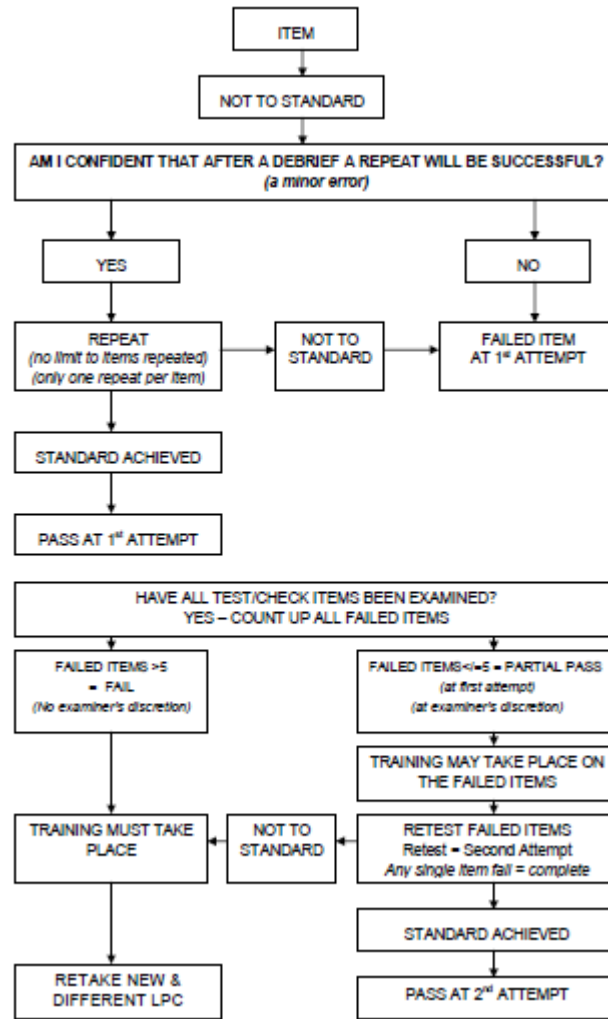 ITEM
NOT TO STANDARD
AM I CONFIDENT THAT AFTER A DEBRIEF A REPEAT WILL BE SUCCESSFUL?
(a minor error)
YES
NO
REPEAT
(no limit to items repeated)
(only one repeat per item)
NOT TO
STANDARD
FAILED ITEM
AT 1st ATTEMPT
STANDARD ACHIEVED
PASS AT 1st ATTEMPT
HAVE ALL TEST/CHECK ITEMS BEEN EXAMINED?
YES – COUNT UP ALL FAILED ITEMS
FAILED ITEMS >5
= FAIL
(No examiner's discretion)
FAILED ITEMS</=5 = PARTIAL PASS
(at first attempt)
(at examiner's discretion)
TRAINING MAY TAKE PLACE ON
THE FAILED ITEMS
TRAINING MUST TAKE
PLACE
NOT TO
STANDARD
RETEST FAILED ITEMS
Retest = Second Attempt
Any single item fail = complete
STANDARD ACHIEVED
RETAKE NEW &
DIFFERENT LPC
PASS AT 2nd ATTEMPT